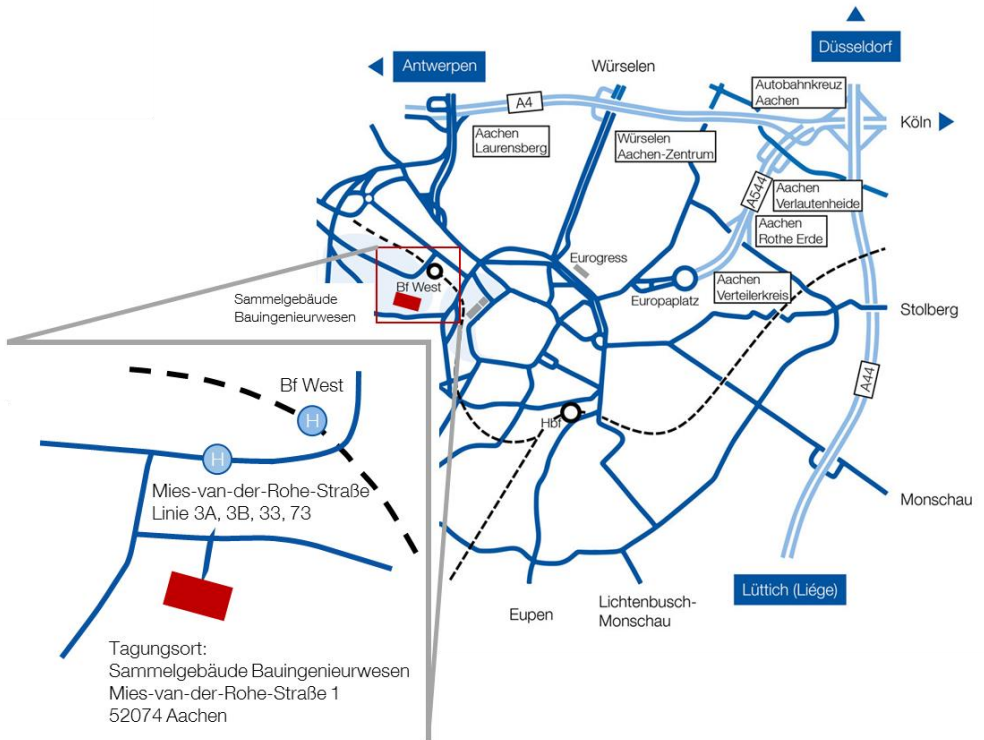 Düsseldorf
Antwerpen
Würselen
Autobahnkreuz
Aachen
A4
Köln
Aachen
Laurensberg
Würselen
Aachen-Zentrum
A544
Aachen
Verlautenheide
Aachen
Rothe Erde
Eurogress
Bf West
Europaplatz
Aachen
Verteilerkreis
Sammelgebäude
Bauingenieurwesen
Stolberg
A44
Bf West
H
Hbf
H
Mies-van-der-Rohe-Straße
Linie 3A, 3B, 33, 73
Monschau
Lüttich (Liége)
Eupen
Lichtenbusch-
Monschau
Tagungsort:
Sammelgebäude Bauingenieurwesen
Mies-van-der-Rohe-Straße 1
52074 Aachen